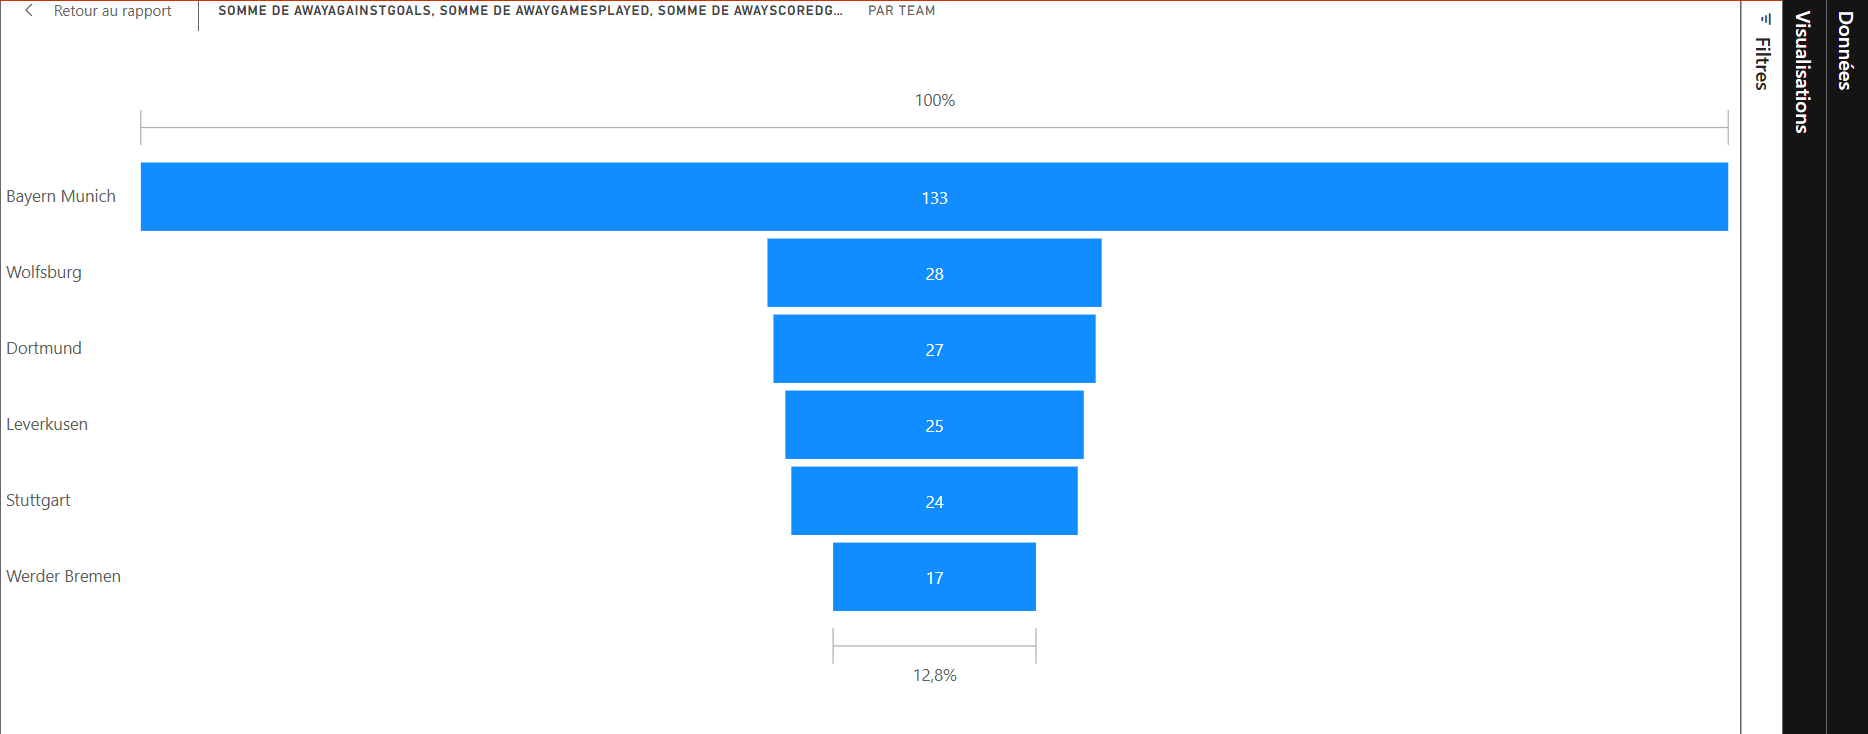 Retour au rapport
SOMME DE AWAYAGAINSTGOALS, SOMME DE AWAYGAMESPLAYED, SOMME DE AWAYSCOREDG... PAR TEAM
Filtres
Visualisations
Données
100%
Bayern Munich 133
Wolfsburg 28
Dortmund 27
Leverkusen 25
Stuttgart 24
Werder Bremen 17
12,8%